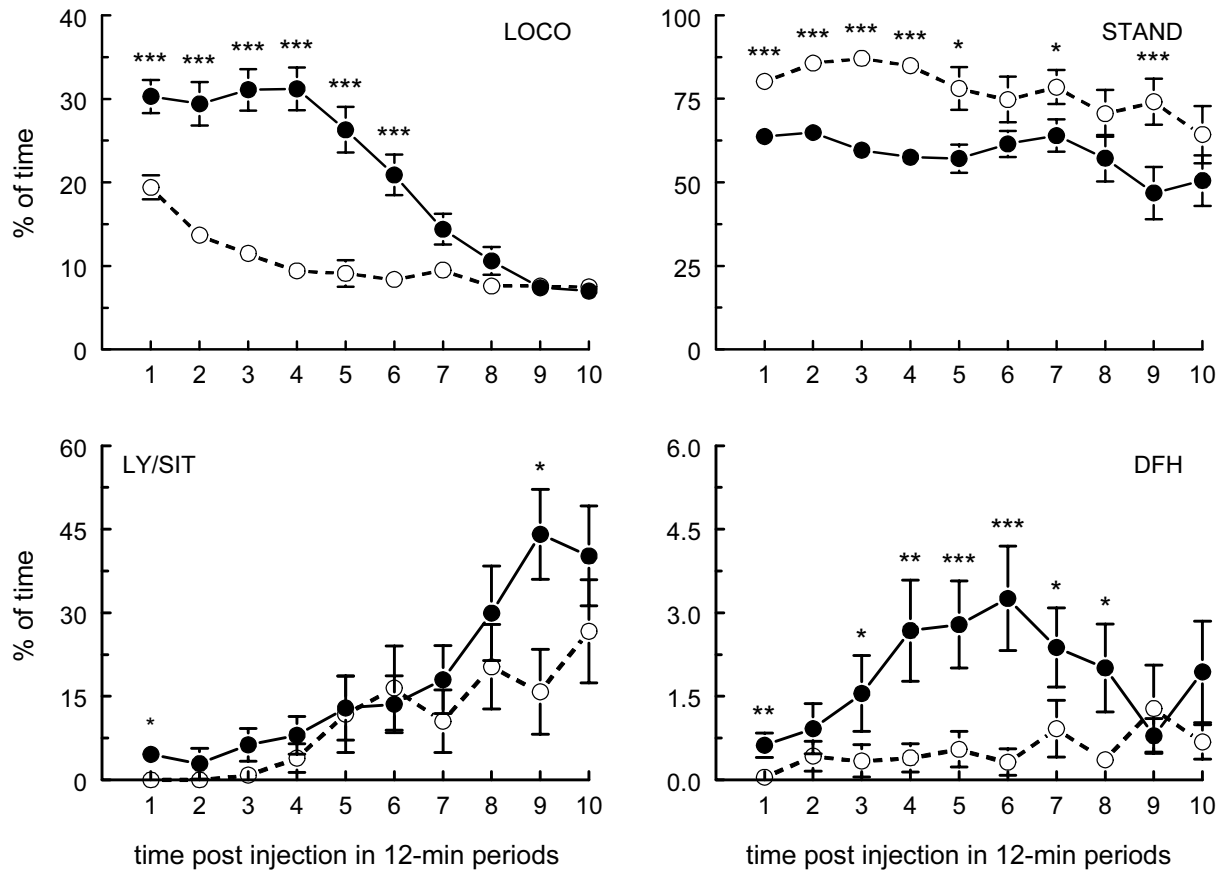 LOCO
% of time
40
30
20
10
0
*** *** *** *** *** ***
1 2 3 4 5 6 7 8 9 10
STAND
100
75
50
25
0
*** *** *** *** * * ***
1 2 3 4 5 6 7 8 9 10
LY/SIT
% of time
60
45
30
15
0
* *
1 2 3 4 5 6 7 8 9 10
time post injection in 12-min periods
DFH
6.0
4.5
3.0
1.5
0.0
** * ** *** *** * *
1 2 3 4 5 6 7 8 9 10
time post injection in 12-min periods